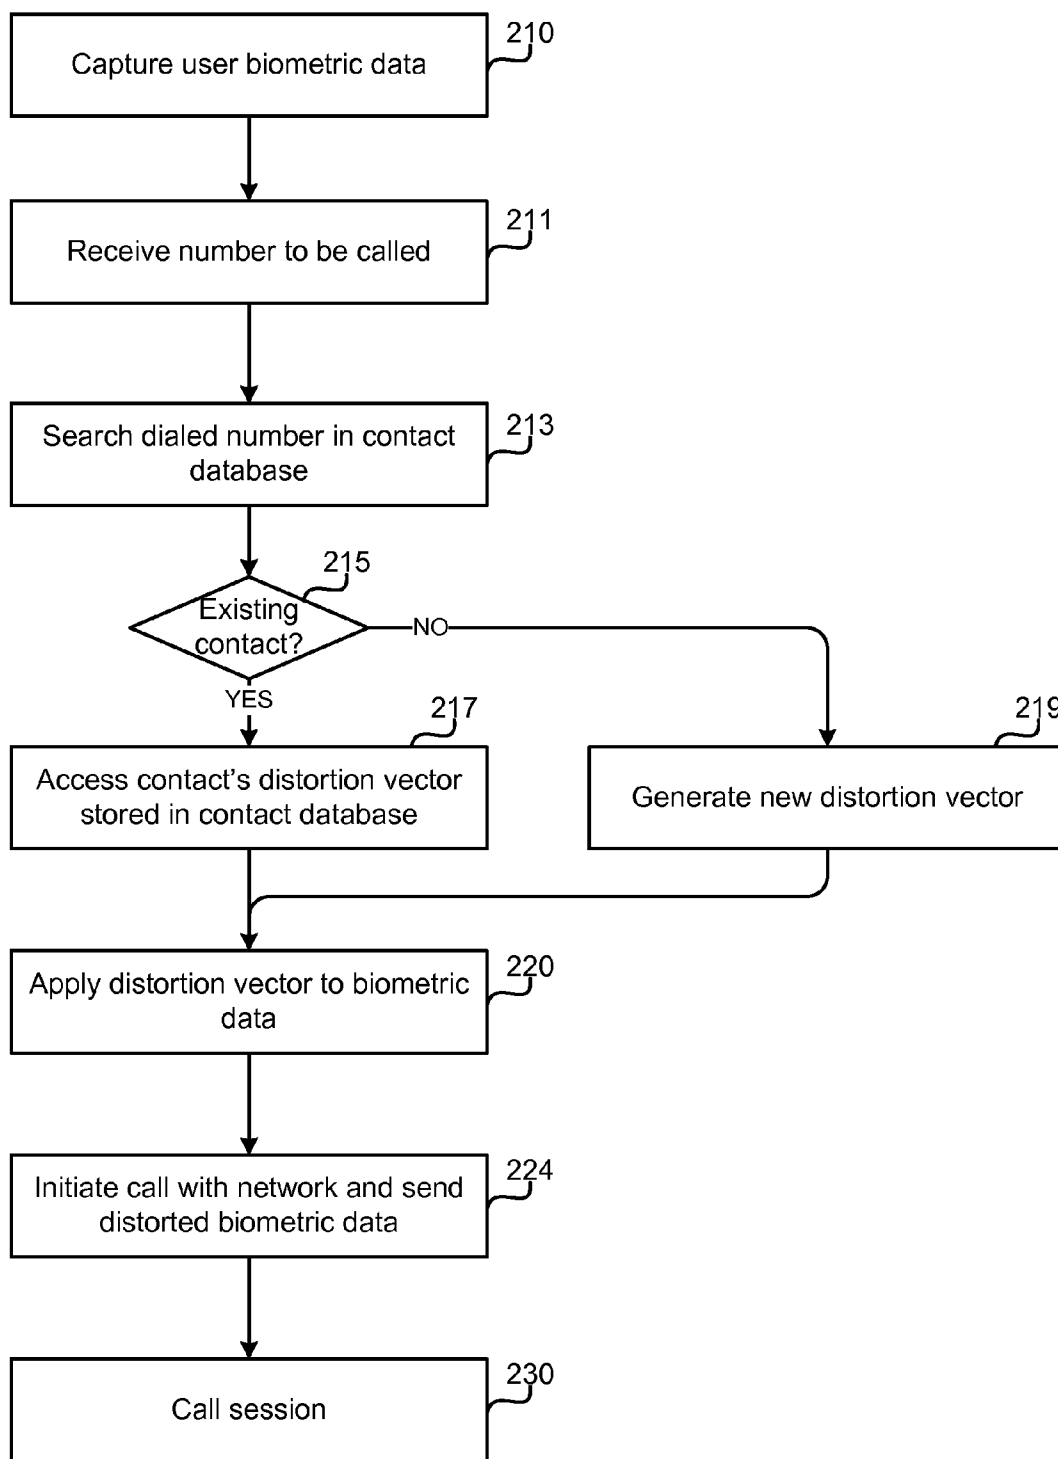 210
Capture user biometric data
211
Receive number to be called
213
Search dialed number in contact
database
215
Existing
contact?
NO
YES
217
Access contact's distortion vector
stored in contact database
219
Generate new distortion vector
220
Apply distortion vector to biometric
data
224
Initiate call with network and send
distorted biometric data
230
Call session